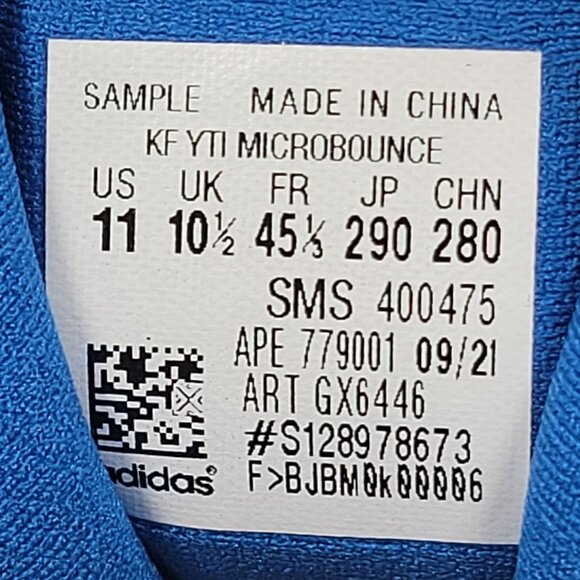 SAMPLE MADE IN CHINA
KF YTI MICROBOUNCE
US UK FR JP CHN
11 10½ 45⅓ 290 280
SMS 400475
APE 779001 09/21
ART GX6446
#S128978673
adidas® F>BJBM0k00006